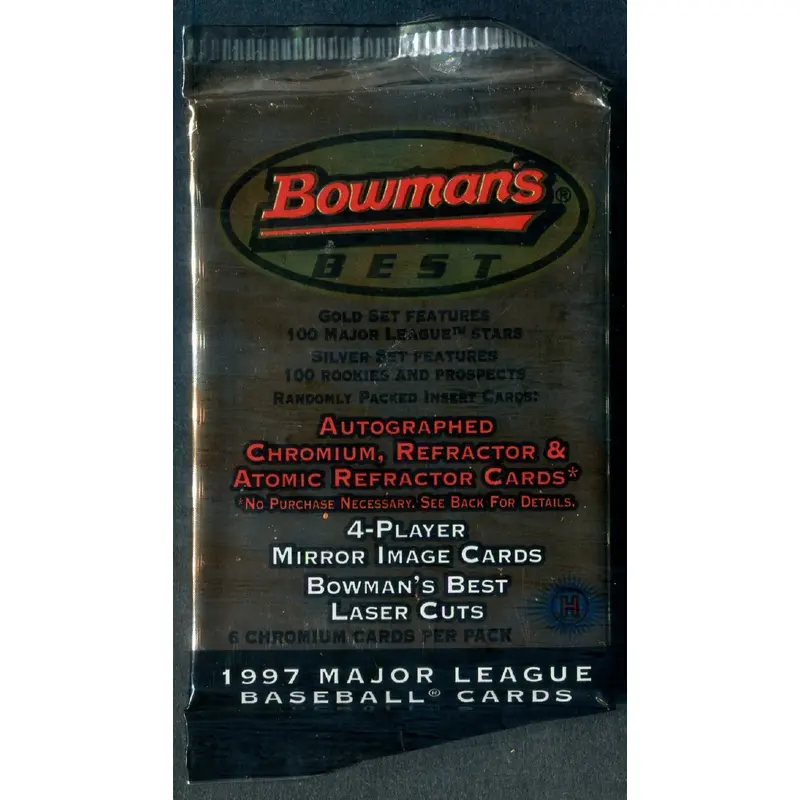 Bowman's®
BEST
GOLD SET FEATURES
100 MAJOR LEAGUE™ STARS
SILVER SET FEATURES
100 ROOKIES AND PROSPECTS
RANDOMLY PACKED INSERT CARDS:
AUTOGRAPHED
CHROMIUM, REFRACTOR &
ATOMIC REFRACTOR CARDS*
*NO PURCHASE NECESSARY. SEE BACK FOR DETAILS.
4-PLAYER
MIRROR IMAGE CARDS
BOWMAN'S BEST
LASER CUTS
H
6 CHROMIUM CARDS PER PACK
1997 MAJOR LEAGUE
BASEBALL® CARDS